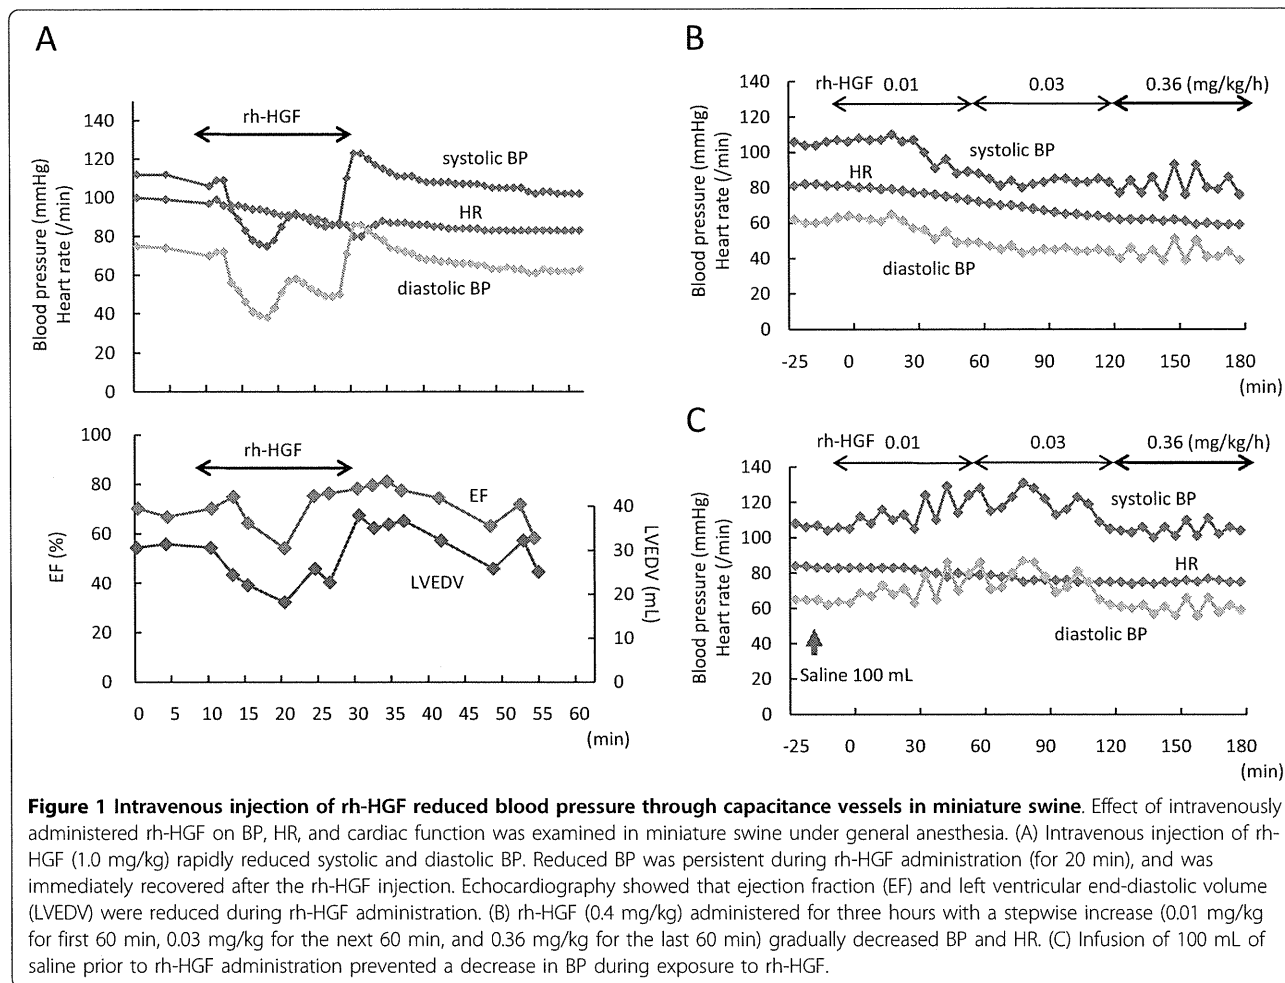 A
Blood pressure (mmHg)
Heart rate (/min)
140
120
100
80
60
40
20
0
rh-HGF
systolic BP
HR
diastolic BP
EF (%)
100
80
60
40
20
0
rh-HGF
EF
LVEDV
40
30
20
10
0
LVEDV (mL)
0 5 10 15 20 25 30 35 40 45 50 55 60
(min)
B
Blood pressure (mmHg)
Heart rate (/min)
140
120
100
80
60
40
20
0
rh-HGF 0.01 0.03 0.36 (mg/kg/h)
systolic BP
HR
diastolic BP
-25 0 30 60 90 120 150 180
(min)
C
Blood pressure (mmHg)
Heart rate (/min)
140
120
100
80
60
40
20
0
rh-HGF 0.01 0.03 0.36 (mg/kg/h)
systolic BP
HR
diastolic BP
Saline 100 mL
-25 0 30 60 90 120 150 180
(min)
Figure 1 Intravenous injection of rh-HGF reduced blood pressure through capacitance vessels in miniature swine. Effect of intravenously
administered rh-HGF on BP, HR, and cardiac function was examined in miniature swine under general anesthesia. (A) Intravenous injection of rh-
HGF (1.0 mg/kg) rapidly reduced systolic and diastolic BP. Reduced BP was persistent during rh-HGF administration (for 20 min), and was
immediately recovered after the rh-HGF injection. Echocardiography showed that ejection fraction (EF) and left ventricular end-diastolic volume
(LVEDV) were reduced during rh-HGF administration. (B) rh-HGF (0.4 mg/kg) administered for three hours with a stepwise increase (0.01 mg/kg
for first 60 min, 0.03 mg/kg for the next 60 min, and 0.36 mg/kg for the last 60 min) gradually decreased BP and HR. (C) Infusion of 100 mL of
saline prior to rh-HGF administration prevented a decrease in BP during exposure to rh-HGF.